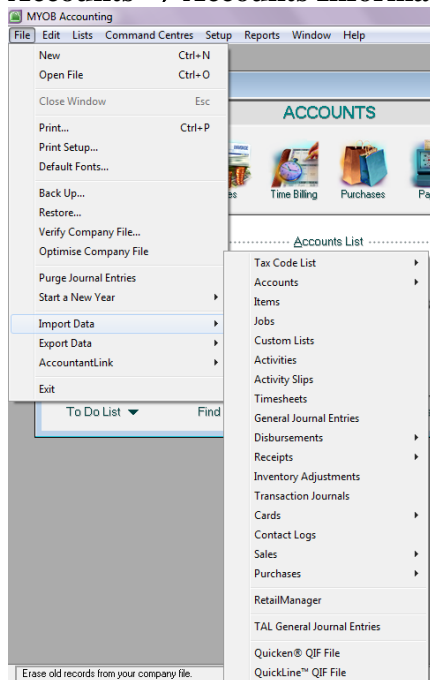 MYOB Accounting
File Edit Lists Command Centres Setup Reports Window Help
New Ctrl+N
Open File Ctrl+O
Close Window Esc
Print... Ctrl+P
Print Setup...
Default Fonts...
Back Up...
Restore...
Verify Company File...
Optimise Company File
Purge Journal Entries
Start a New Year
Import Data
Export Data
AccountantLink
Exit
ACCOUNTS
Time Billing Purchases
Accounts List
Tax Code List
Accounts
Items
Jobs
Custom Lists
Activities
Activity Slips
Timesheets
General Journal Entries
Disbursements
Receipts
Inventory Adjustments
Transaction Journals
Cards
Contact Logs
Sales
Purchases
RetailManager
TAL General Journal Entries
Quicken® QIF File
QuickLine™ QIF File
To Do List Find
Erase old records from your company file.